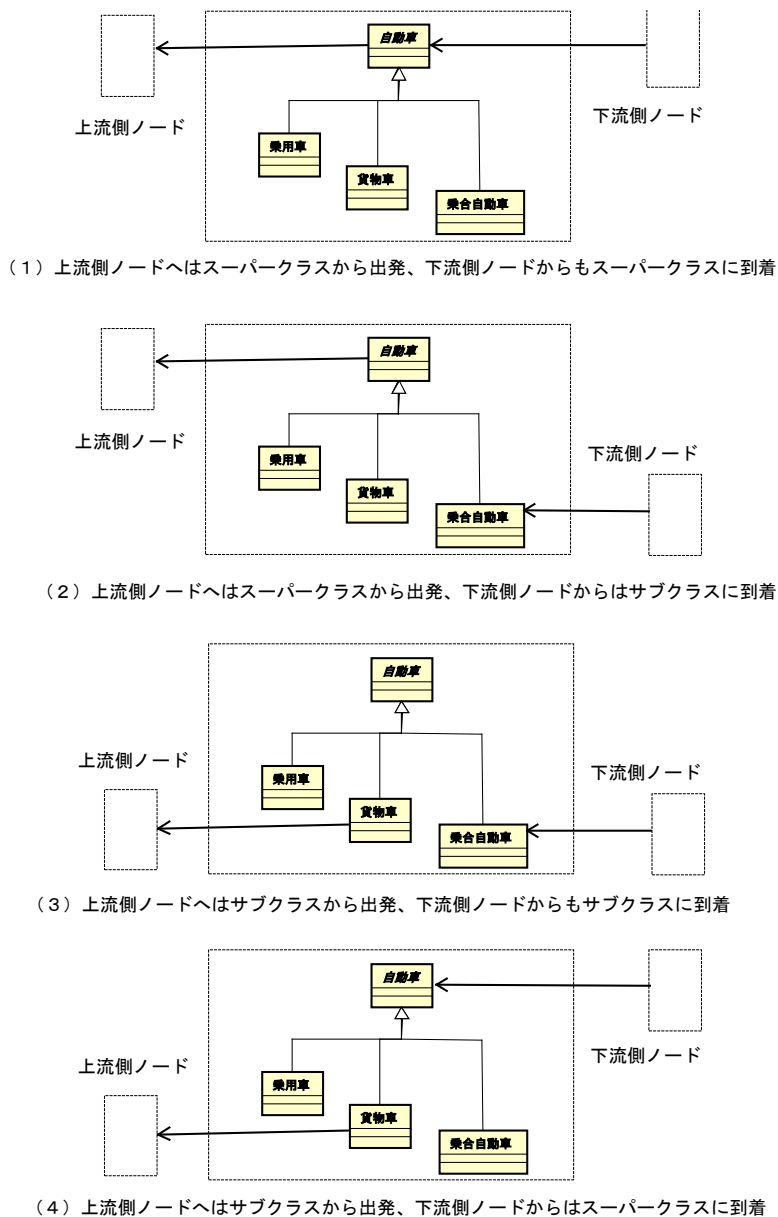 自動車
上流側ノード
下流側ノード
乗用車
貨物車
乗合自動車
（１）上流側ノードへはスーパークラスから出発、下流側ノードからもスーパークラスに到着
自動車
上流側ノード
下流側ノード
乗用車
貨物車
乗合自動車
（２）上流側ノードへはスーパークラスから出発、下流側ノードからはサブクラスに到着
自動車
上流側ノード
下流側ノード
乗用車
貨物車
乗合自動車
（３）上流側ノードへはサブクラスから出発、下流側ノードからもサブクラスに到着
自動車
上流側ノード
下流側ノード
乗用車
貨物車
乗合自動車
（４）上流側ノードへはサブクラスから出発、下流側ノードからはスーパークラスに到着